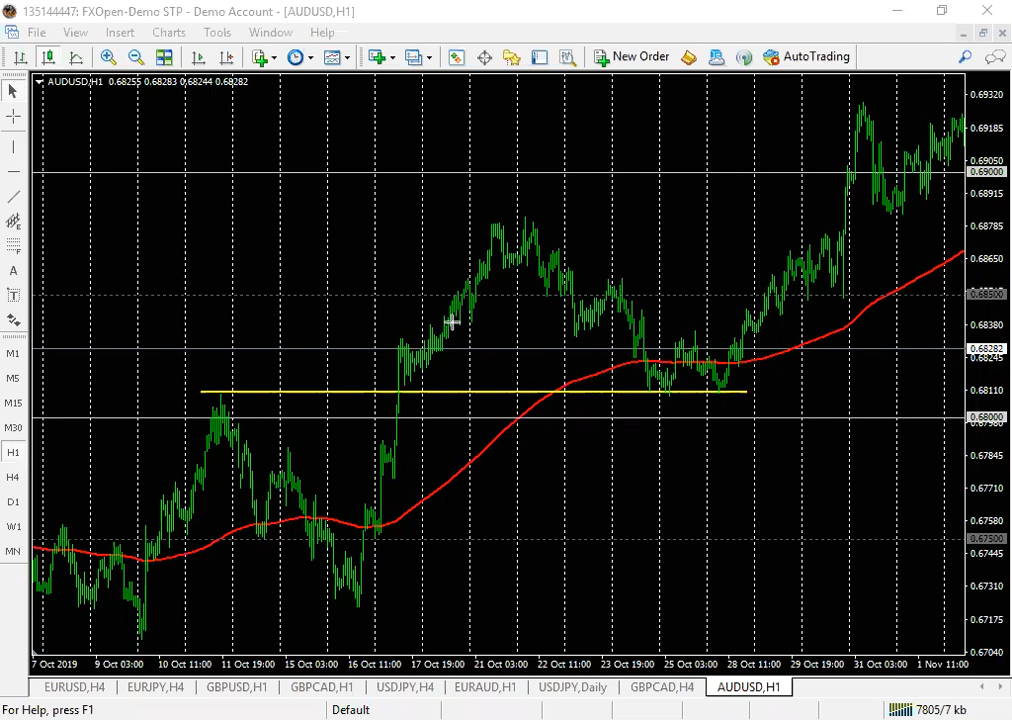 135144447: FXOpen-Demo STP - Demo Account - [AUDUSD,H1]
File View Insert Charts Tools Window Help
New Order AutoTrading
AUDUSD,H1 0.68255 0.68283 0.68244 0.68282
0.69320
0.69185
0.69050
0.69000
0.68915
0.68785
0.68650
0.68500
0.68380
0.68282
0.68245
0.68110
0.68000
0.67845
0.67710
0.67580
0.67500
0.67445
0.67310
0.67175
0.67040
A
T
M1
M5
M15
M30
H1
H4
D1
W1
MN
7 Oct 2019 9 Oct 03:00 10 Oct 11:00 11 Oct 19:00 15 Oct 03:00 16 Oct 11:00 17 Oct 19:00 21 Oct 03:00 22 Oct 11:00 23 Oct 19:00 25 Oct 03:00 28 Oct 11:00 29 Oct 19:00 31 Oct 03:00 1 Nov 11:00
EURUSD,H4 EURJPY,H4 GBPUSD,H1 GBPCAD,H1 USDJPY,H4 EURAUD,H1 USDJPY,Daily GBPCAD,H4 AUDUSD,H1
For Help, press F1 Default 7805/7 kb